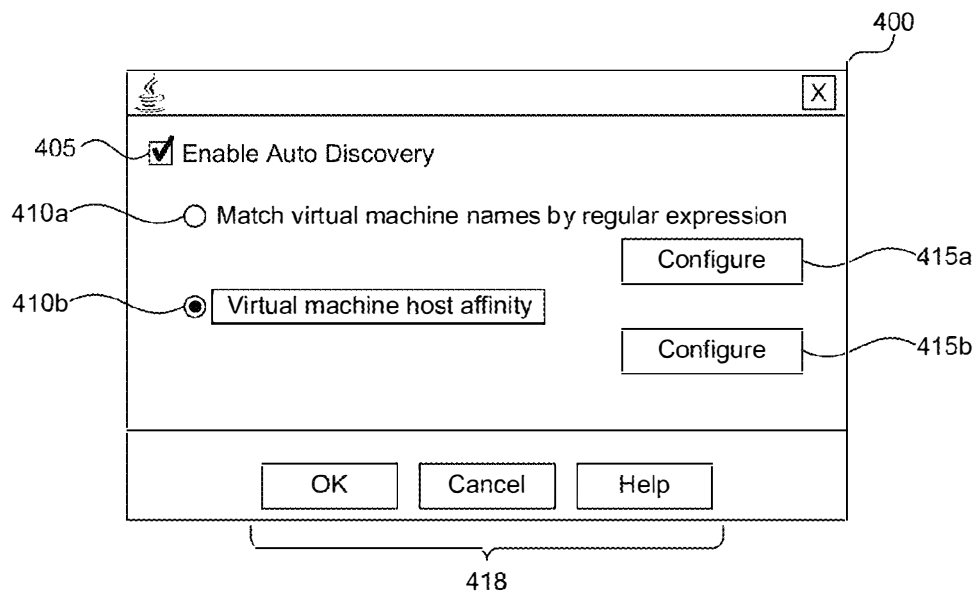 400
X
405
Enable Auto Discovery
410a
Match virtual machine names by regular expression
Configure
415a
410b
Virtual machine host affinity
Configure
415b
OK
Cancel
Help
418